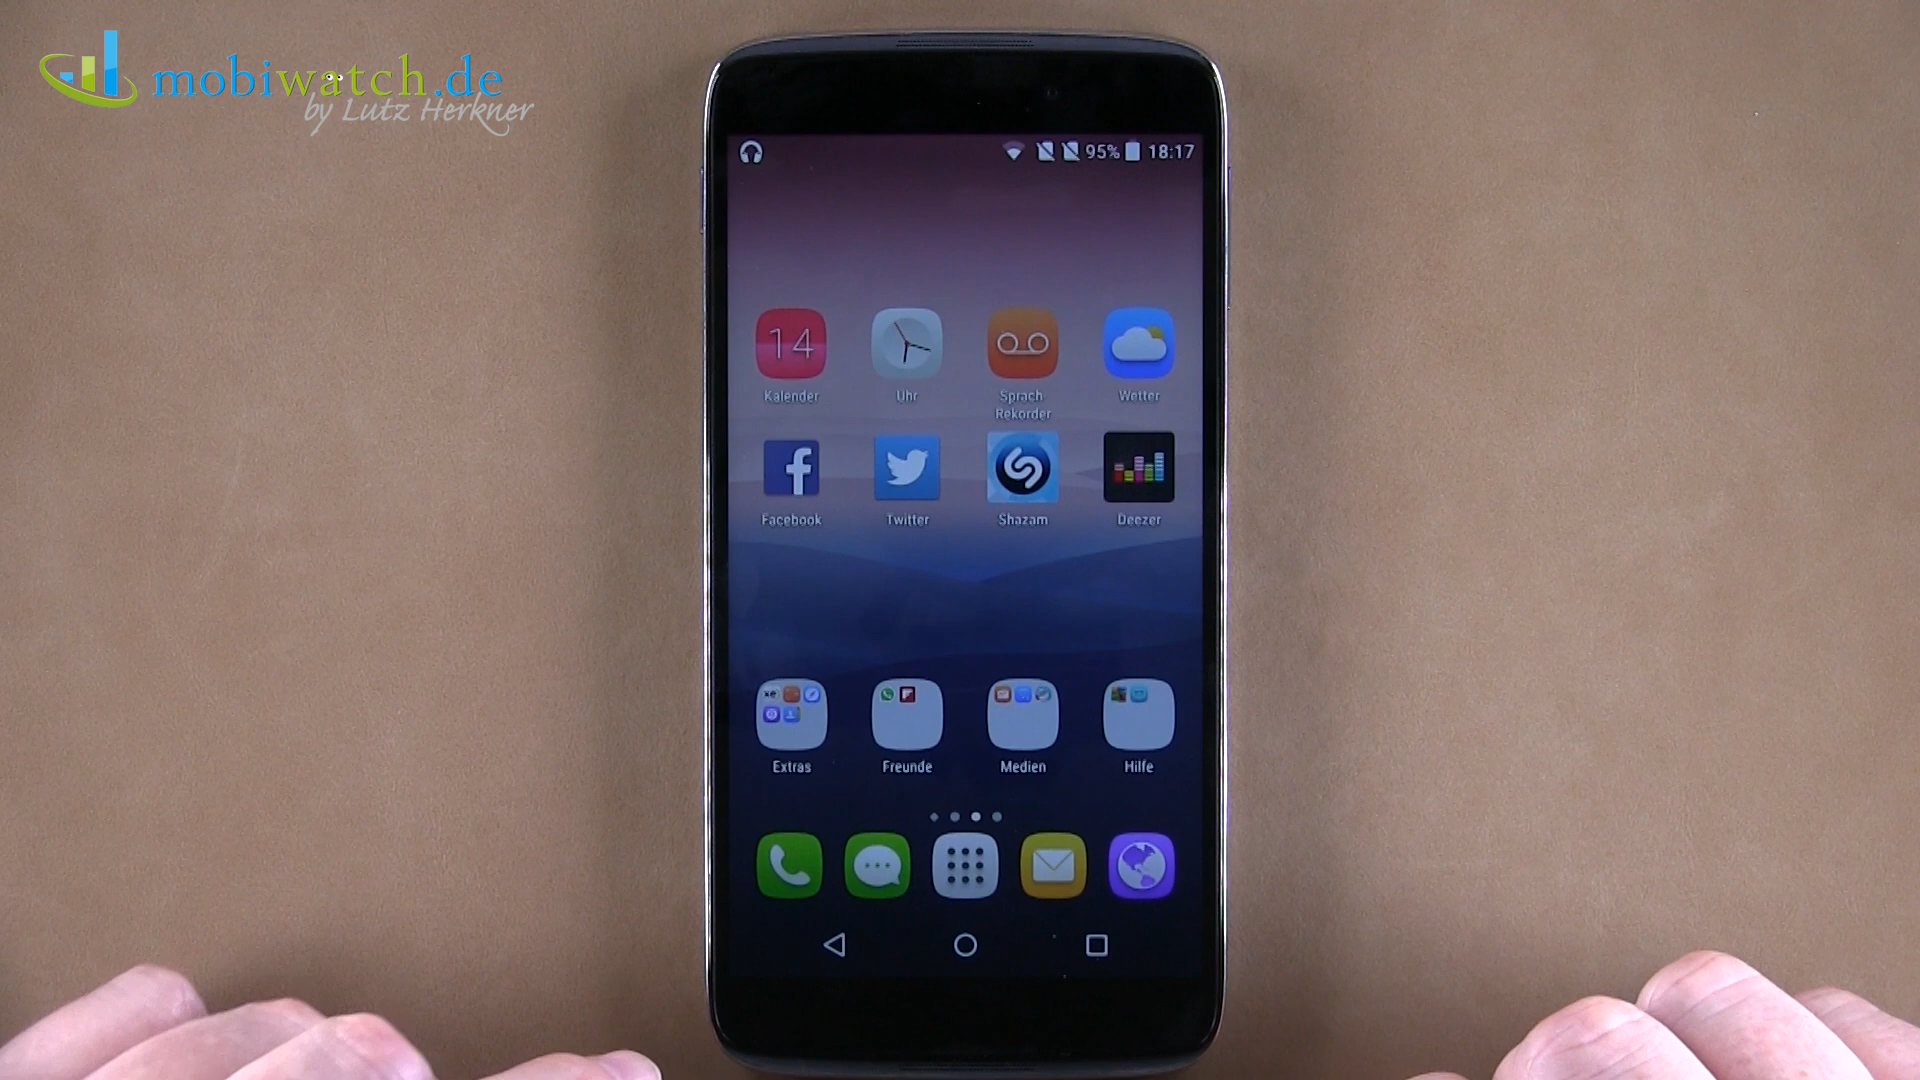 mobiwatch.de
by Lutz Herkner
95% 18:17
14
Kalender Uhr Sprach- Wetter
Rekorder
Facebook Twitter Shazam Deezer
xe
Extras Freunde Medien Hilfe